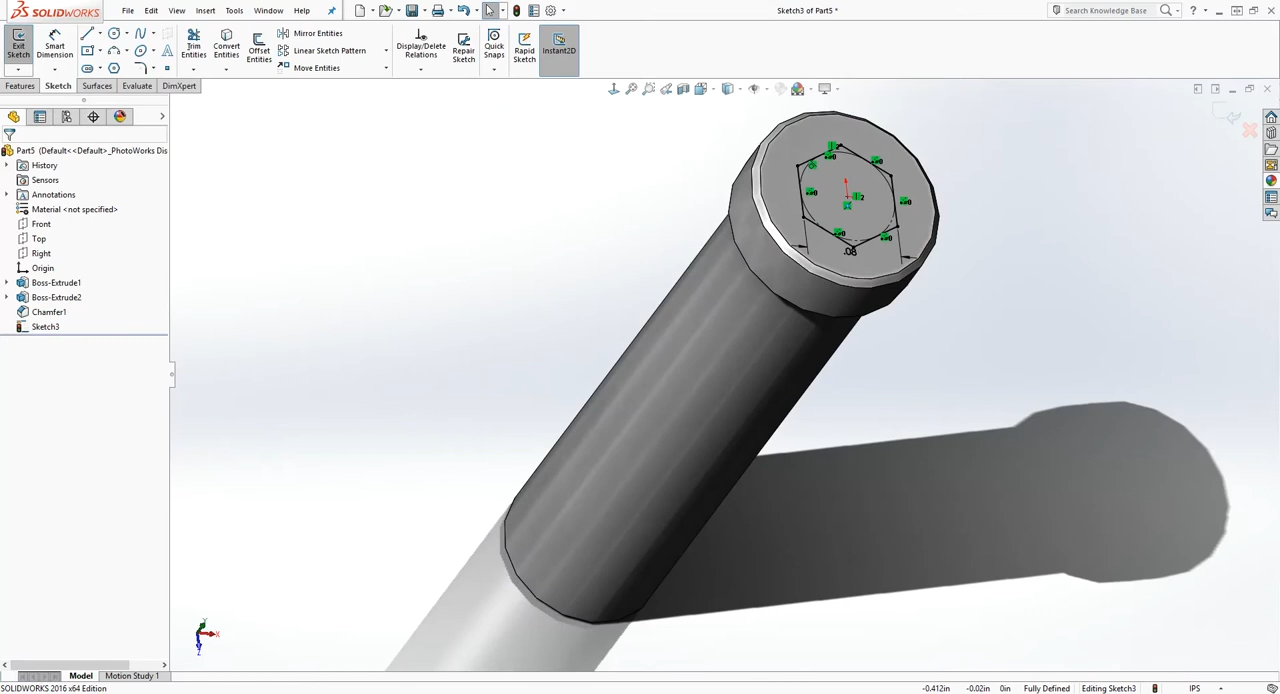 SOLIDWORKS
File Edit View Insert Tools Window Help
Sketch3 of Part5 *
Search Knowledge Base
Exit Sketch
Smart Dimension
Trim Entities
Convert Entities
Offset Entities
Mirror Entities
Linear Sketch Pattern
Move Entities
Display/Delete Relations
Repair Sketch
Quick Snaps
Rapid Sketch
Instant2D
Features Sketch Surfaces Evaluate DimXpert
Part5 (Default<<Default>_PhotoWorks Dis
History
Sensors
Annotations
Material <not specified>
Front
Top
Right
Origin
Boss-Extrude1
Boss-Extrude2
Chamfer1
Sketch3
.08
Model Motion Study 1
SOLIDWORKS 2016 x64 Edition
-0.412in -0.02in 0in Fully Defined Editing Sketch3 IPS